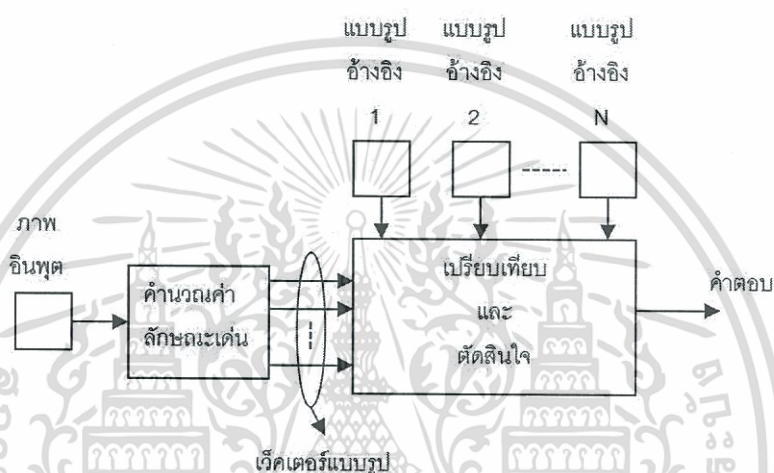 แบบรูป แบบรูป แบบรูป
อ้างอิง อ้างอิง อ้างอิง
1 2 N
ภาพ
อินพุต
คำนวณค่า
ลักษณะเด่น
เปรียบเทียบ
และ
ตัดสินใจ
คำตอบ
เว็คเตอร์แบบรูป